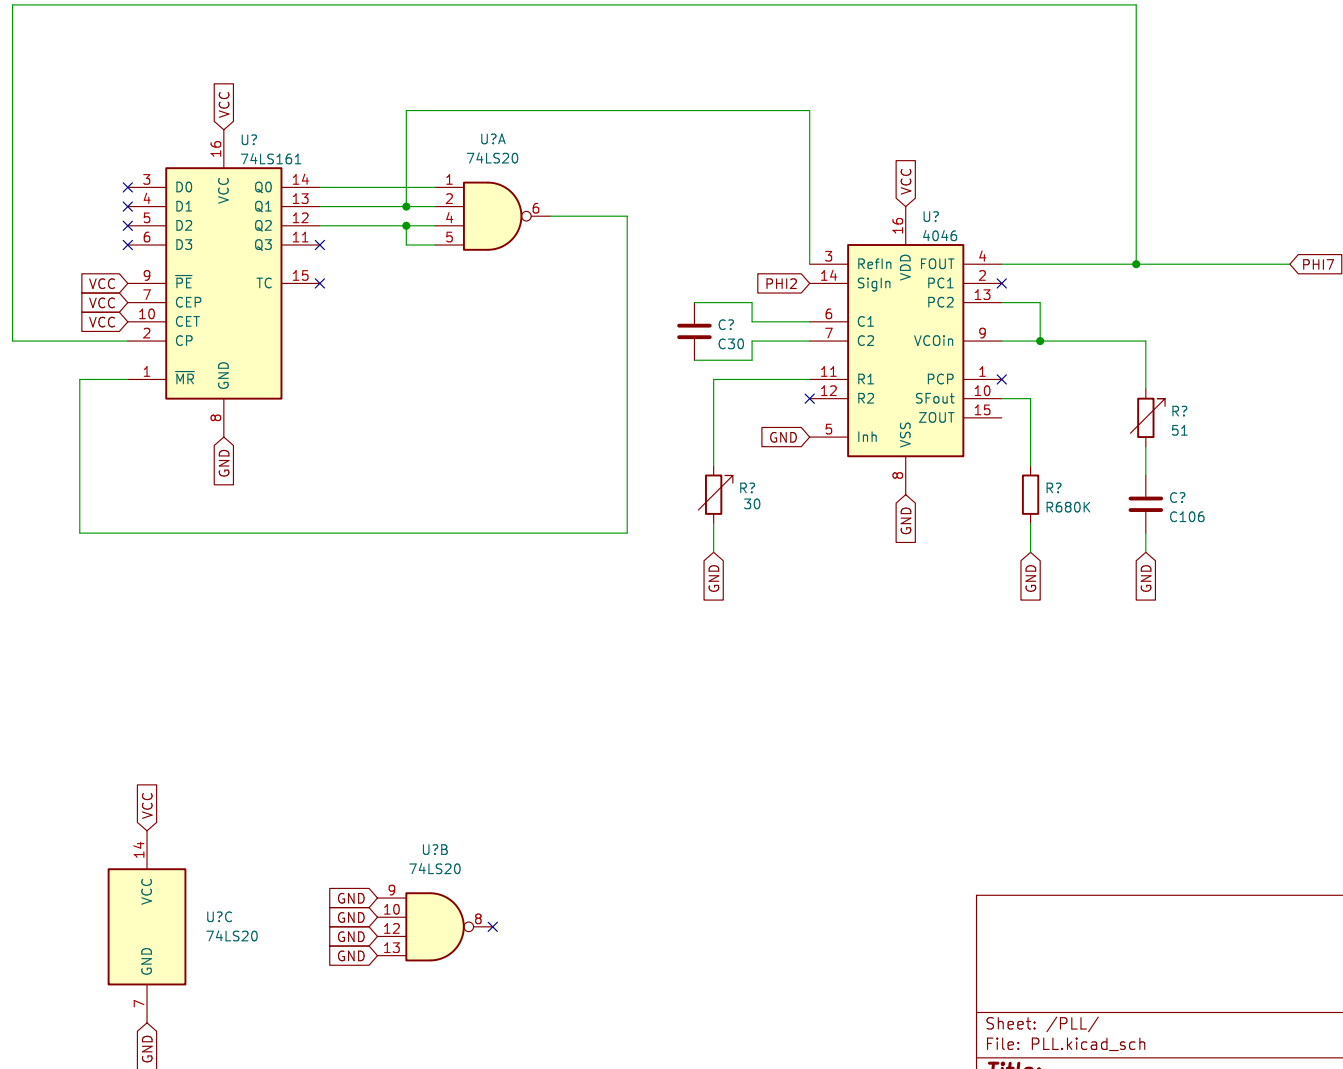 VCC
16
U?
74LS161
3 D0
4 D1
5 D2
6 D3
VCC 9 PE
VCC 7 CEP
VCC 10 CET
2 CP
1 MR
VCC
GND
Q0 14
Q1 13
Q2 12
Q3 11
TC 15
8
GND
U?A
74LS20
1
2
4
5
6
VCC
16
U?
4046
3 RefIn
PHI2 14 SigIn
6 C1
7 C2
11 R1
12 R2
GND 5 Inh
VDD
VSS
FOUT 4
PC1 2
PC2 13
VCOin 9
PCP 1
SFout 10
ZOUT 15
8
GND
PHI7
C?
C30
R?
30
GND
R?
R680K
GND
R?
51
C?
C106
GND
VCC
14
VCC
GND
U?C
74LS20
7
GND
U?B
74LS20
GND 9
GND 10
GND 12
GND 13
8
Sheet: /PLL/
File: PLL.kicad_sch
Title: